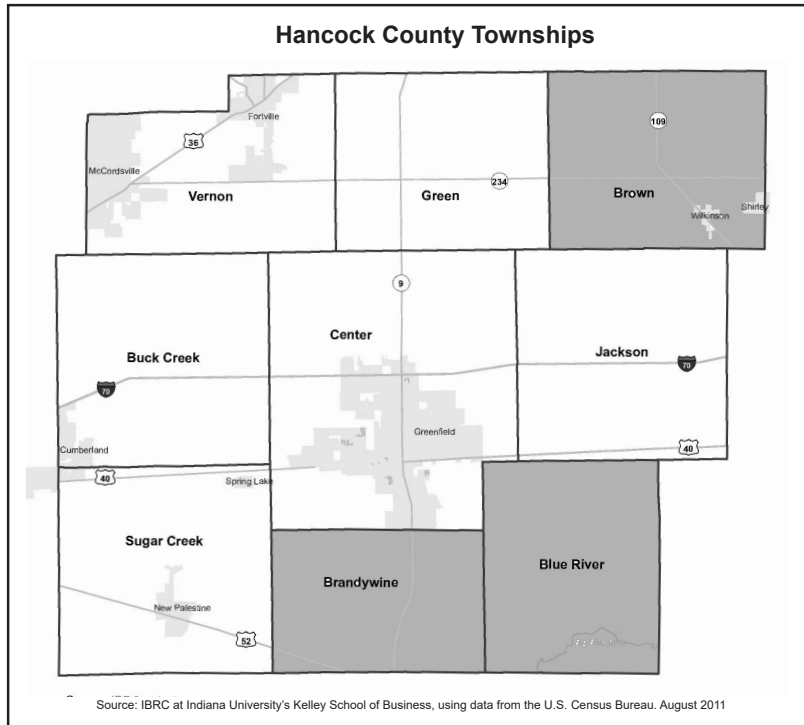 Hancock County Townships
Fortville
109
36
McCordsville
234
Vernon
Green
Brown
Shirley
Wilkinson
9
Center
Buck Creek
Jackson
70
70
Greenfield
Cumberland
40
40
Spring Lake
Sugar Creek
Blue River
Brandywine
New Palestine
52
Source: IBRC at Indiana University's Kelley School of Business, using data from the U.S. Census Bureau. August 2011